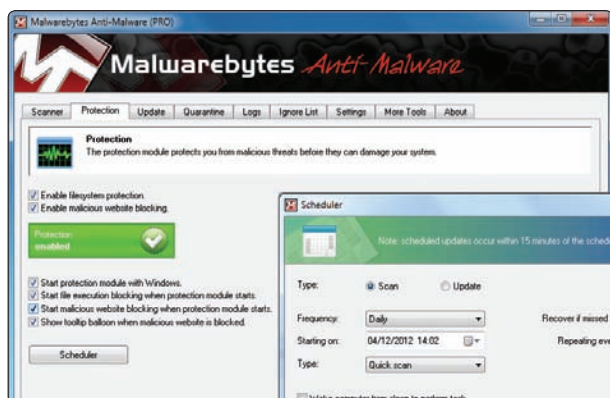 Malwarebytes Anti-Malware (PRO)
Malwarebytes Anti-Malware
Scanner Protection Update Quarantine Logs Ignore List Settings More Tools About
Protection
The protection module protects you from malicious threats before they can damage your system.
Enable filesystem protection.
Enable malicious website blocking.
Protection:
enabled
Start protection module with Windows.
Start file execution blocking when protection module starts.
Start malicious website blocking when protection module starts.
Show tooltip balloon when malicious website is blocked.
Scheduler
Scheduler
Note: scheduled updates occur within 15 minutes of the
Type: Scan Update
Frequency: Daily Recover if missed
Starting on: 04/12/2012 14:02 Repeating
Type: Quick scan